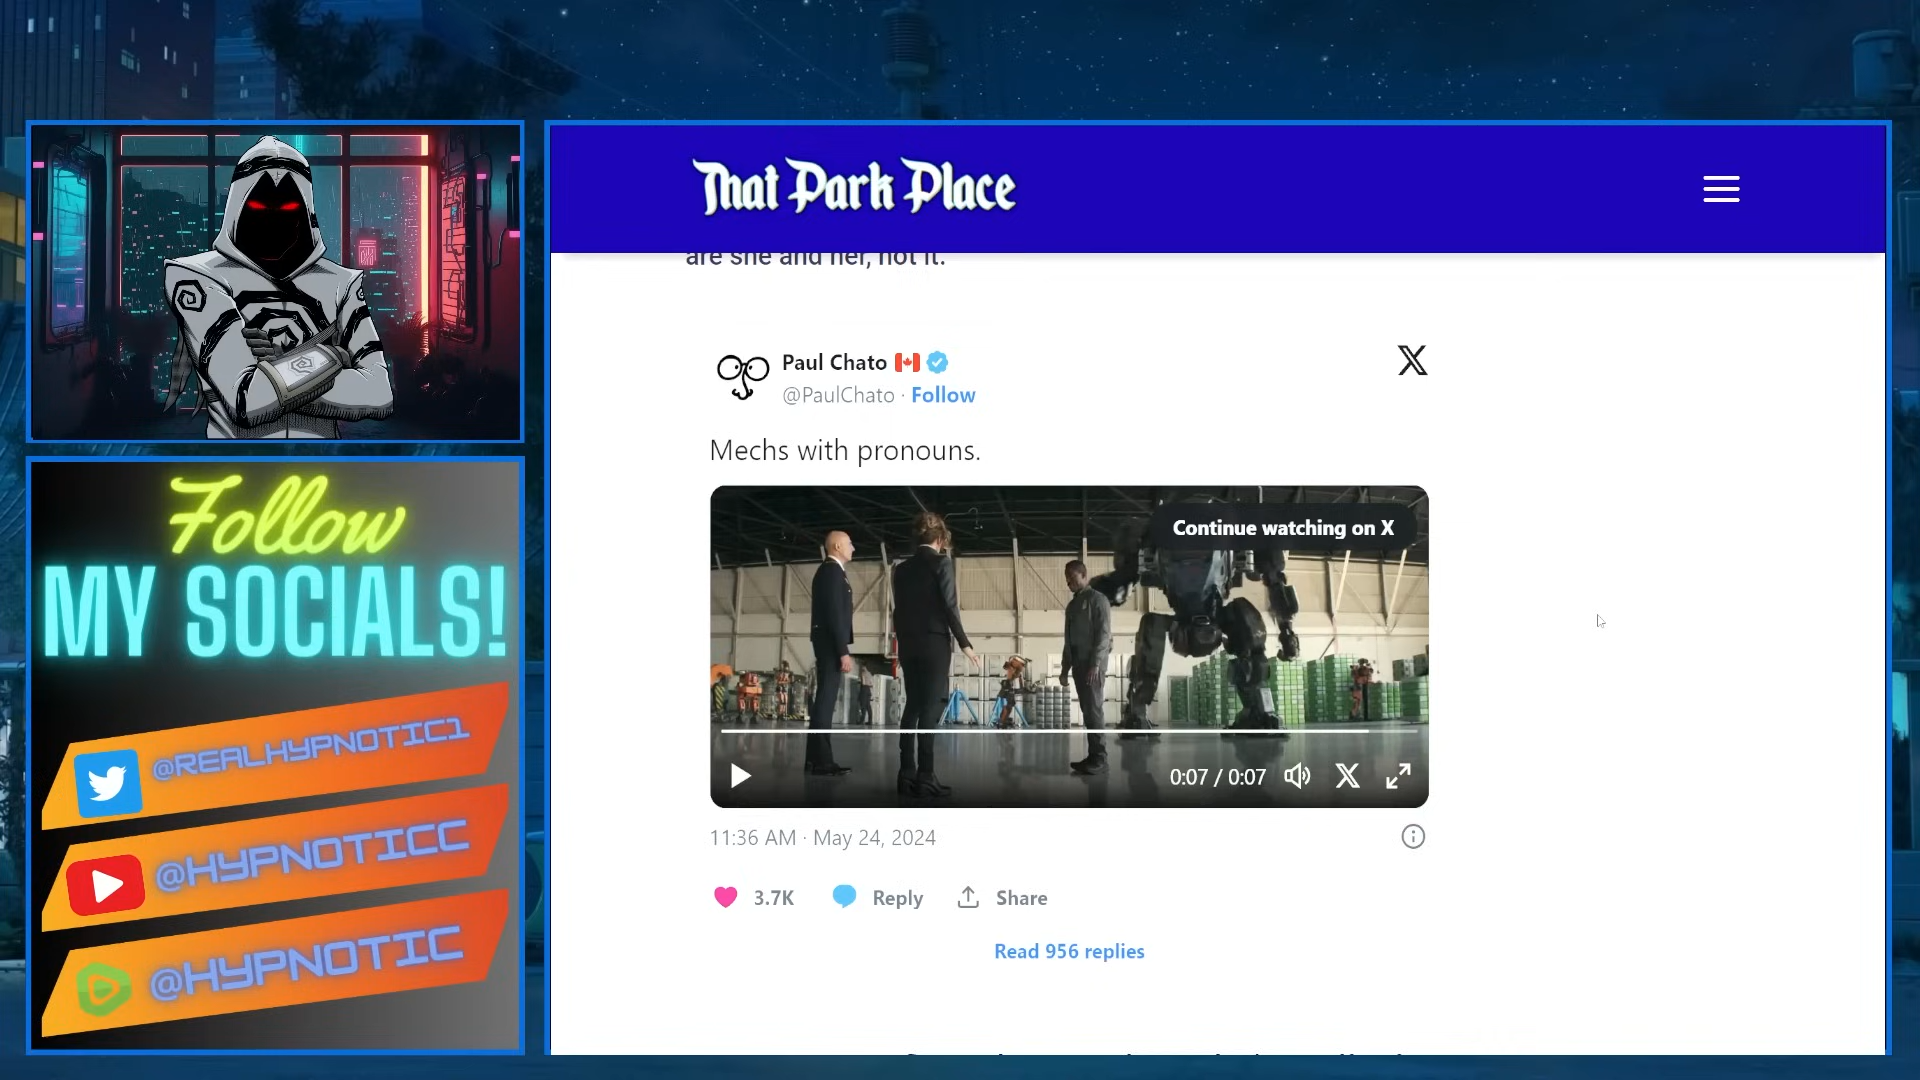 Follow
MY SOCIALS!
@REALHYPNOTIC1
@HYPNOTICC
@HYPNOTIC
That Park Place
are she and her, not it.
Paul Chato
@PaulChato · Follow
Mechs with pronouns.
Continue watching on X
0:07 / 0:07
11:36 AM · May 24, 2024
3.7K Reply Share
Read 956 replies